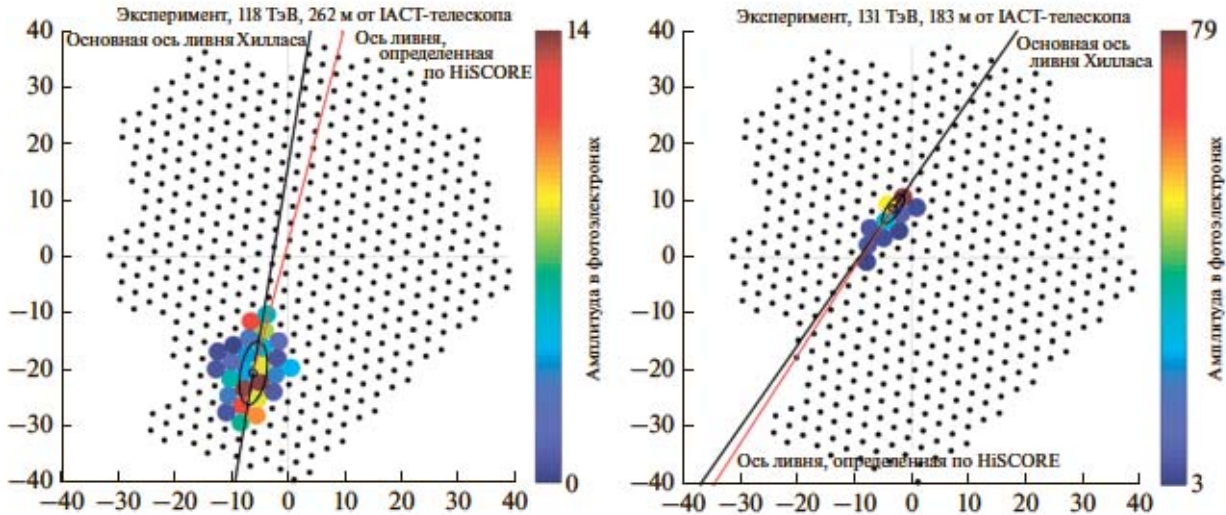 Эксперимент, 118 ТэВ, 262 м от IACT-телескопа
40
Основная ось ливня Хилласа
Ось ливня,
определенная
по HiSCORE
30
20
10
0
−10
−20
−30
−40
−40 −30 −20 −10 0 10 20 30 40
14
Амплитуда в фотоэлектронах
0
Эксперимент, 131 ТэВ, 183 м от IACT-телескопа
40
Основная ось
ливня Хилласа
30
20
10
0
−10
−20
−30
Ось ливня, определенная по HiSCORE
−40
−40 −30 −20 −10 0 10 20 30 40
79
Амплитуда в фотоэлектронах
3